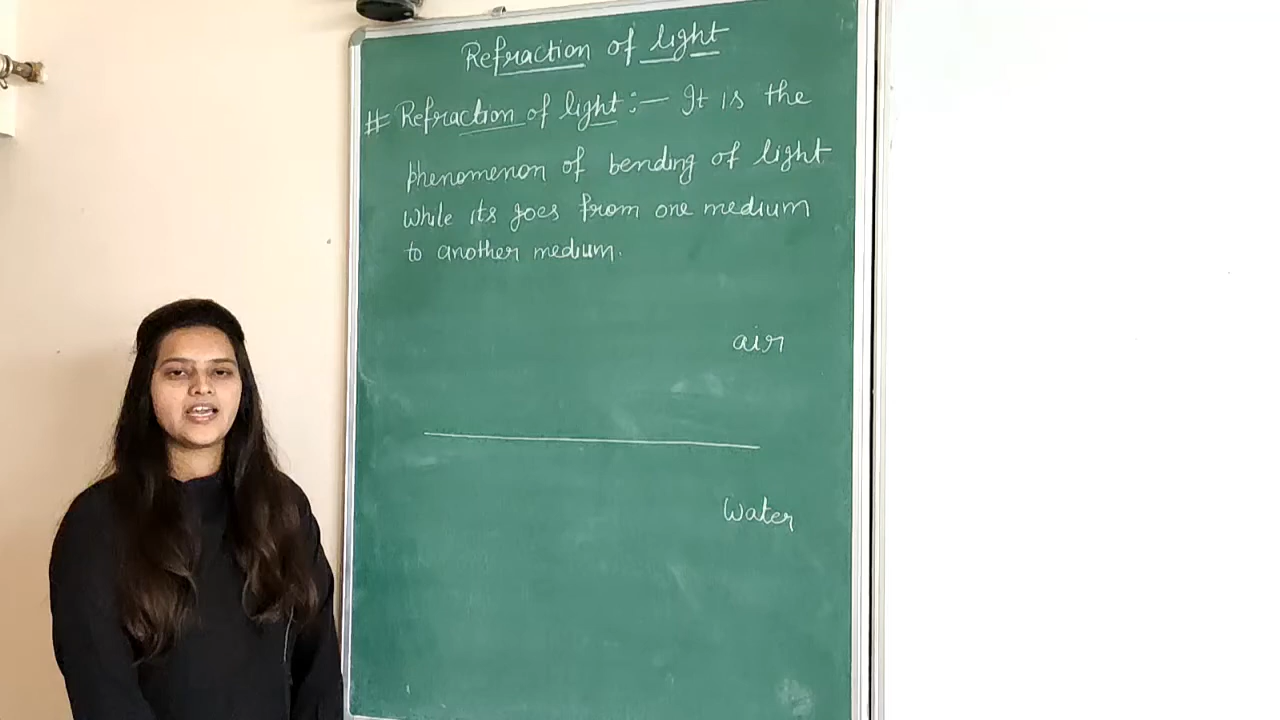 Refraction of light
# Refraction of light :— It is the
phenomenon of bending of light
while its goes from one medium
to another medium.
air
water